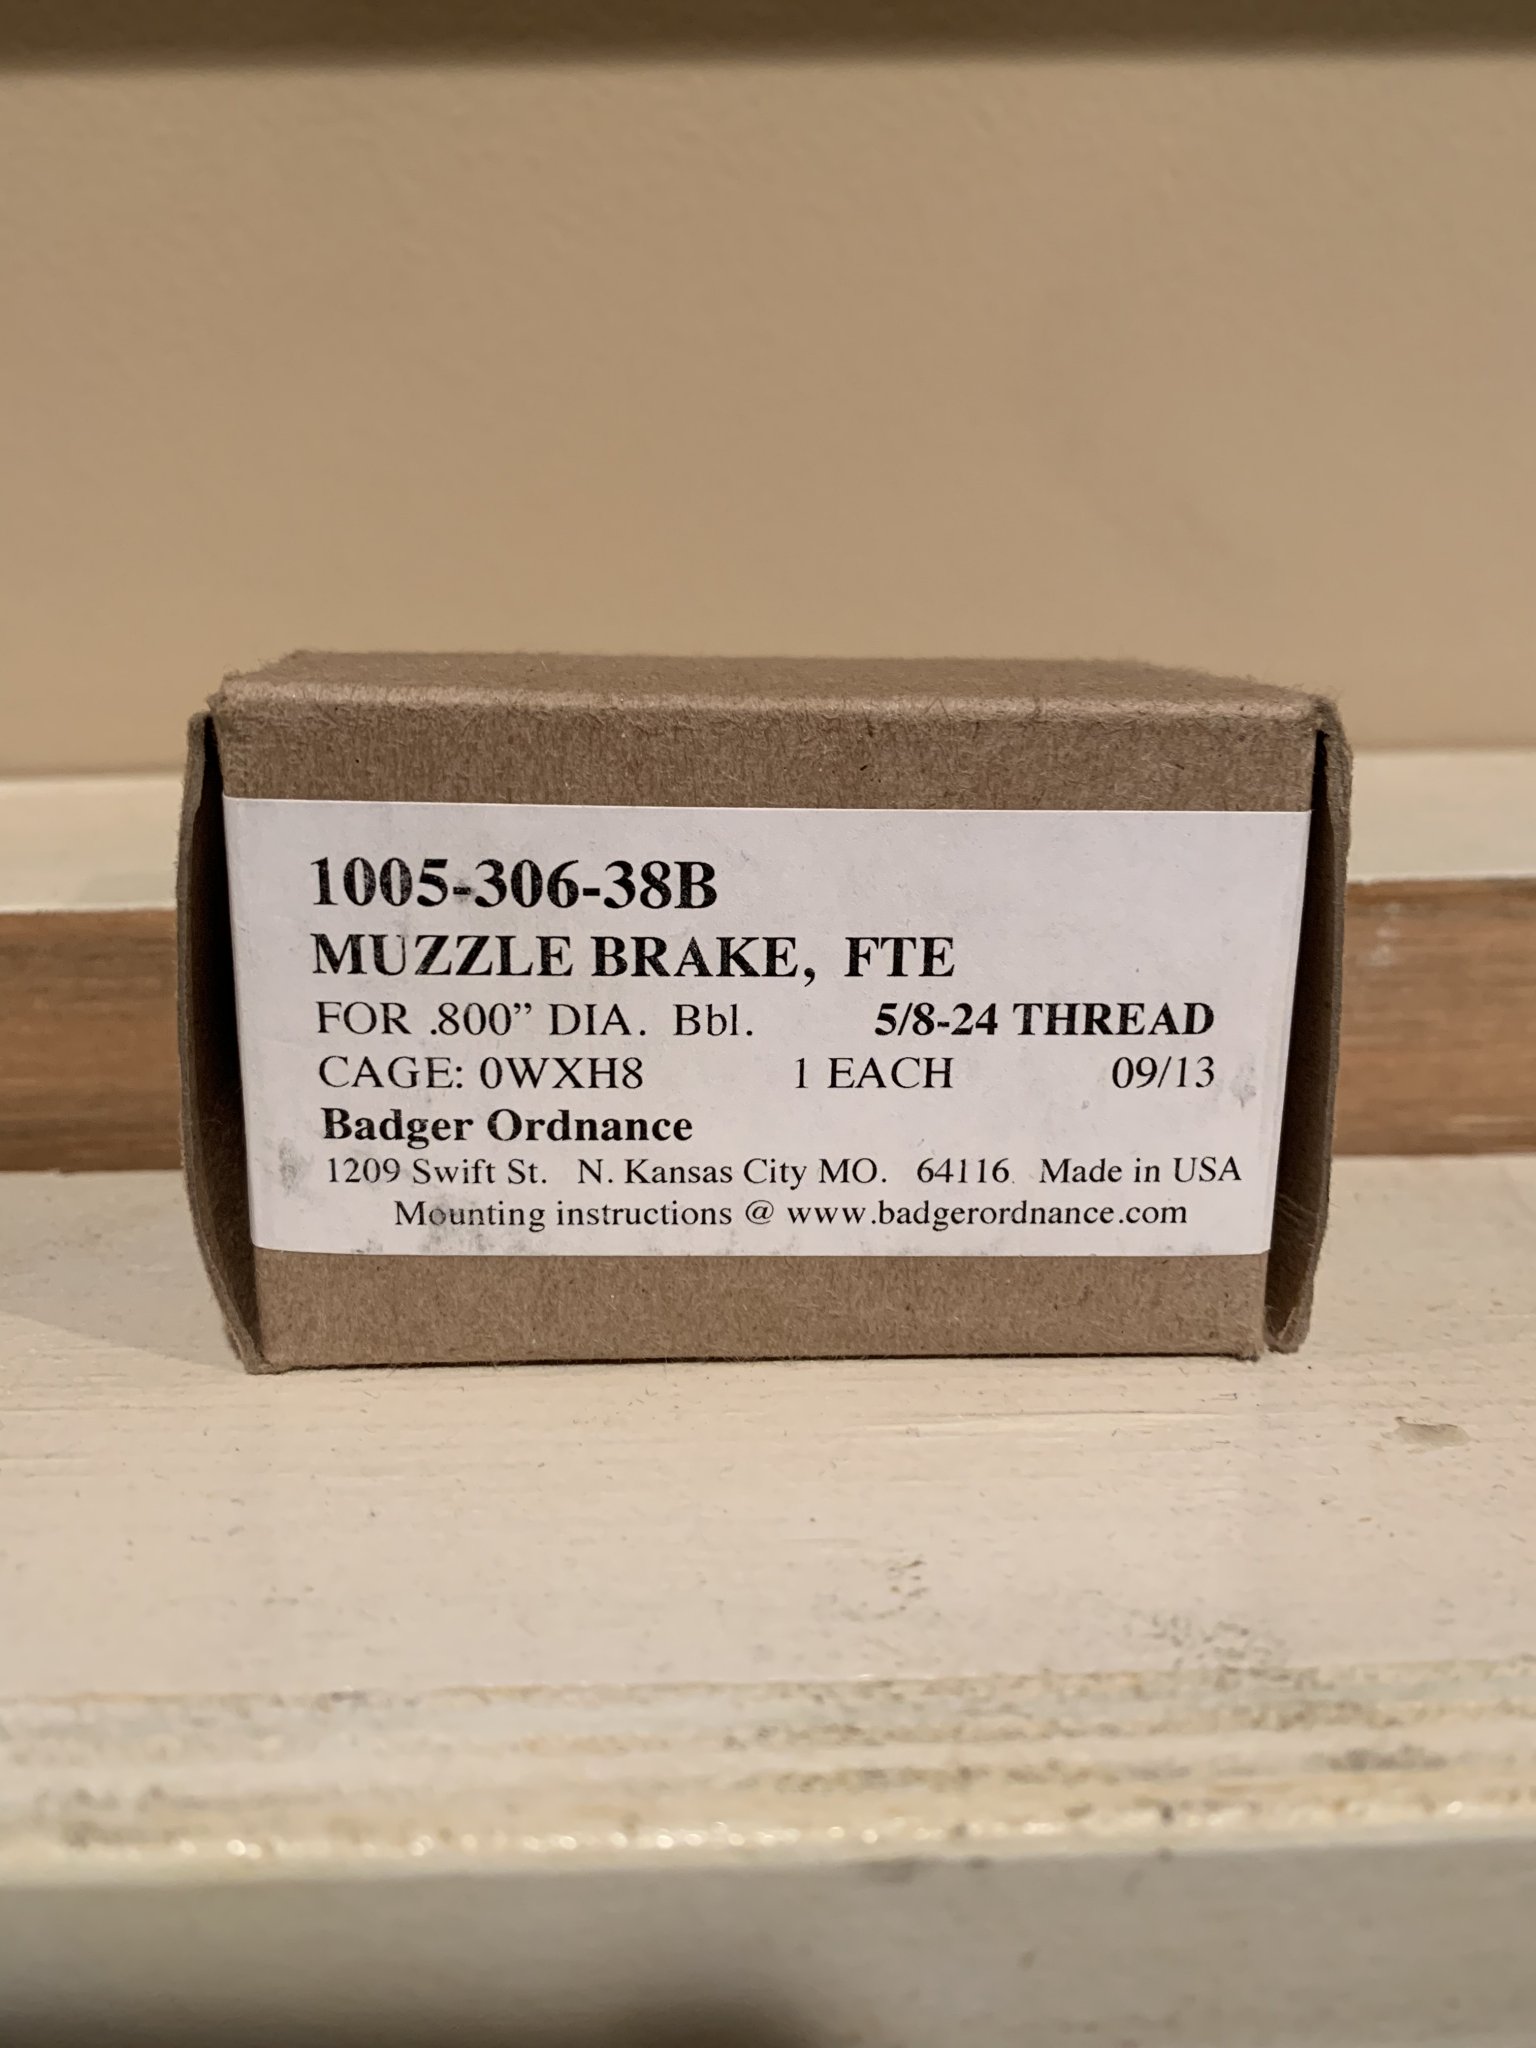 1005-306-38B
MUZZLE BRAKE, FTE
FOR .800” DIA. Bbl. 5/8-24 THREAD
CAGE: 0WXH8 1 EACH 09/13
Badger Ordnance
1209 Swift St. N. Kansas City MO. 64116 Made in USA
Mounting instructions @ www.badgerordnance.com